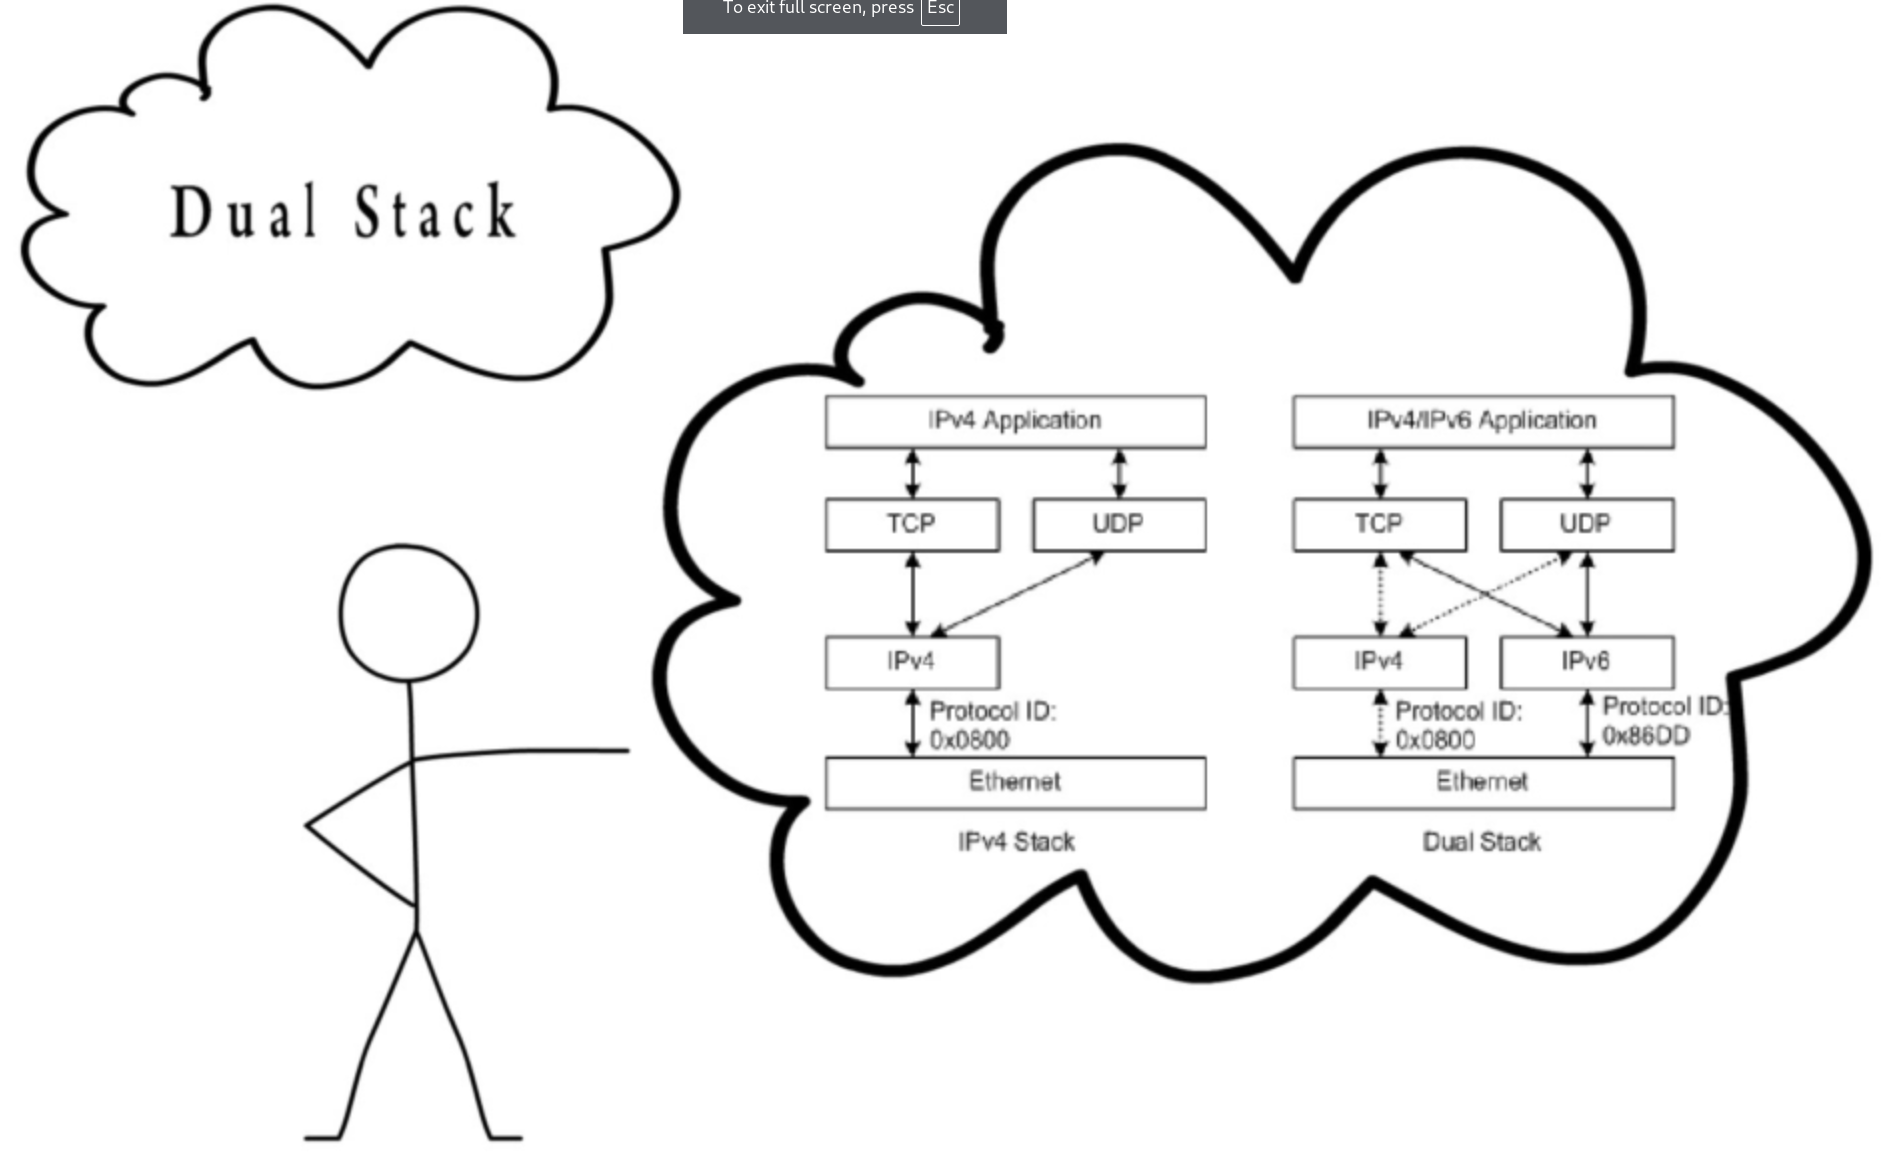 To exit full screen, press Esc
Dual Stack
IPv4 Application
TCP
UDP
IPv4
Protocol ID:
0x0800
Ethernet
IPv4 Stack
IPv4/IPv6 Application
TCP
UDP
IPv4
IPv6
Protocol ID:
0x0800
Protocol ID:
0x86DD
Ethernet
Dual Stack